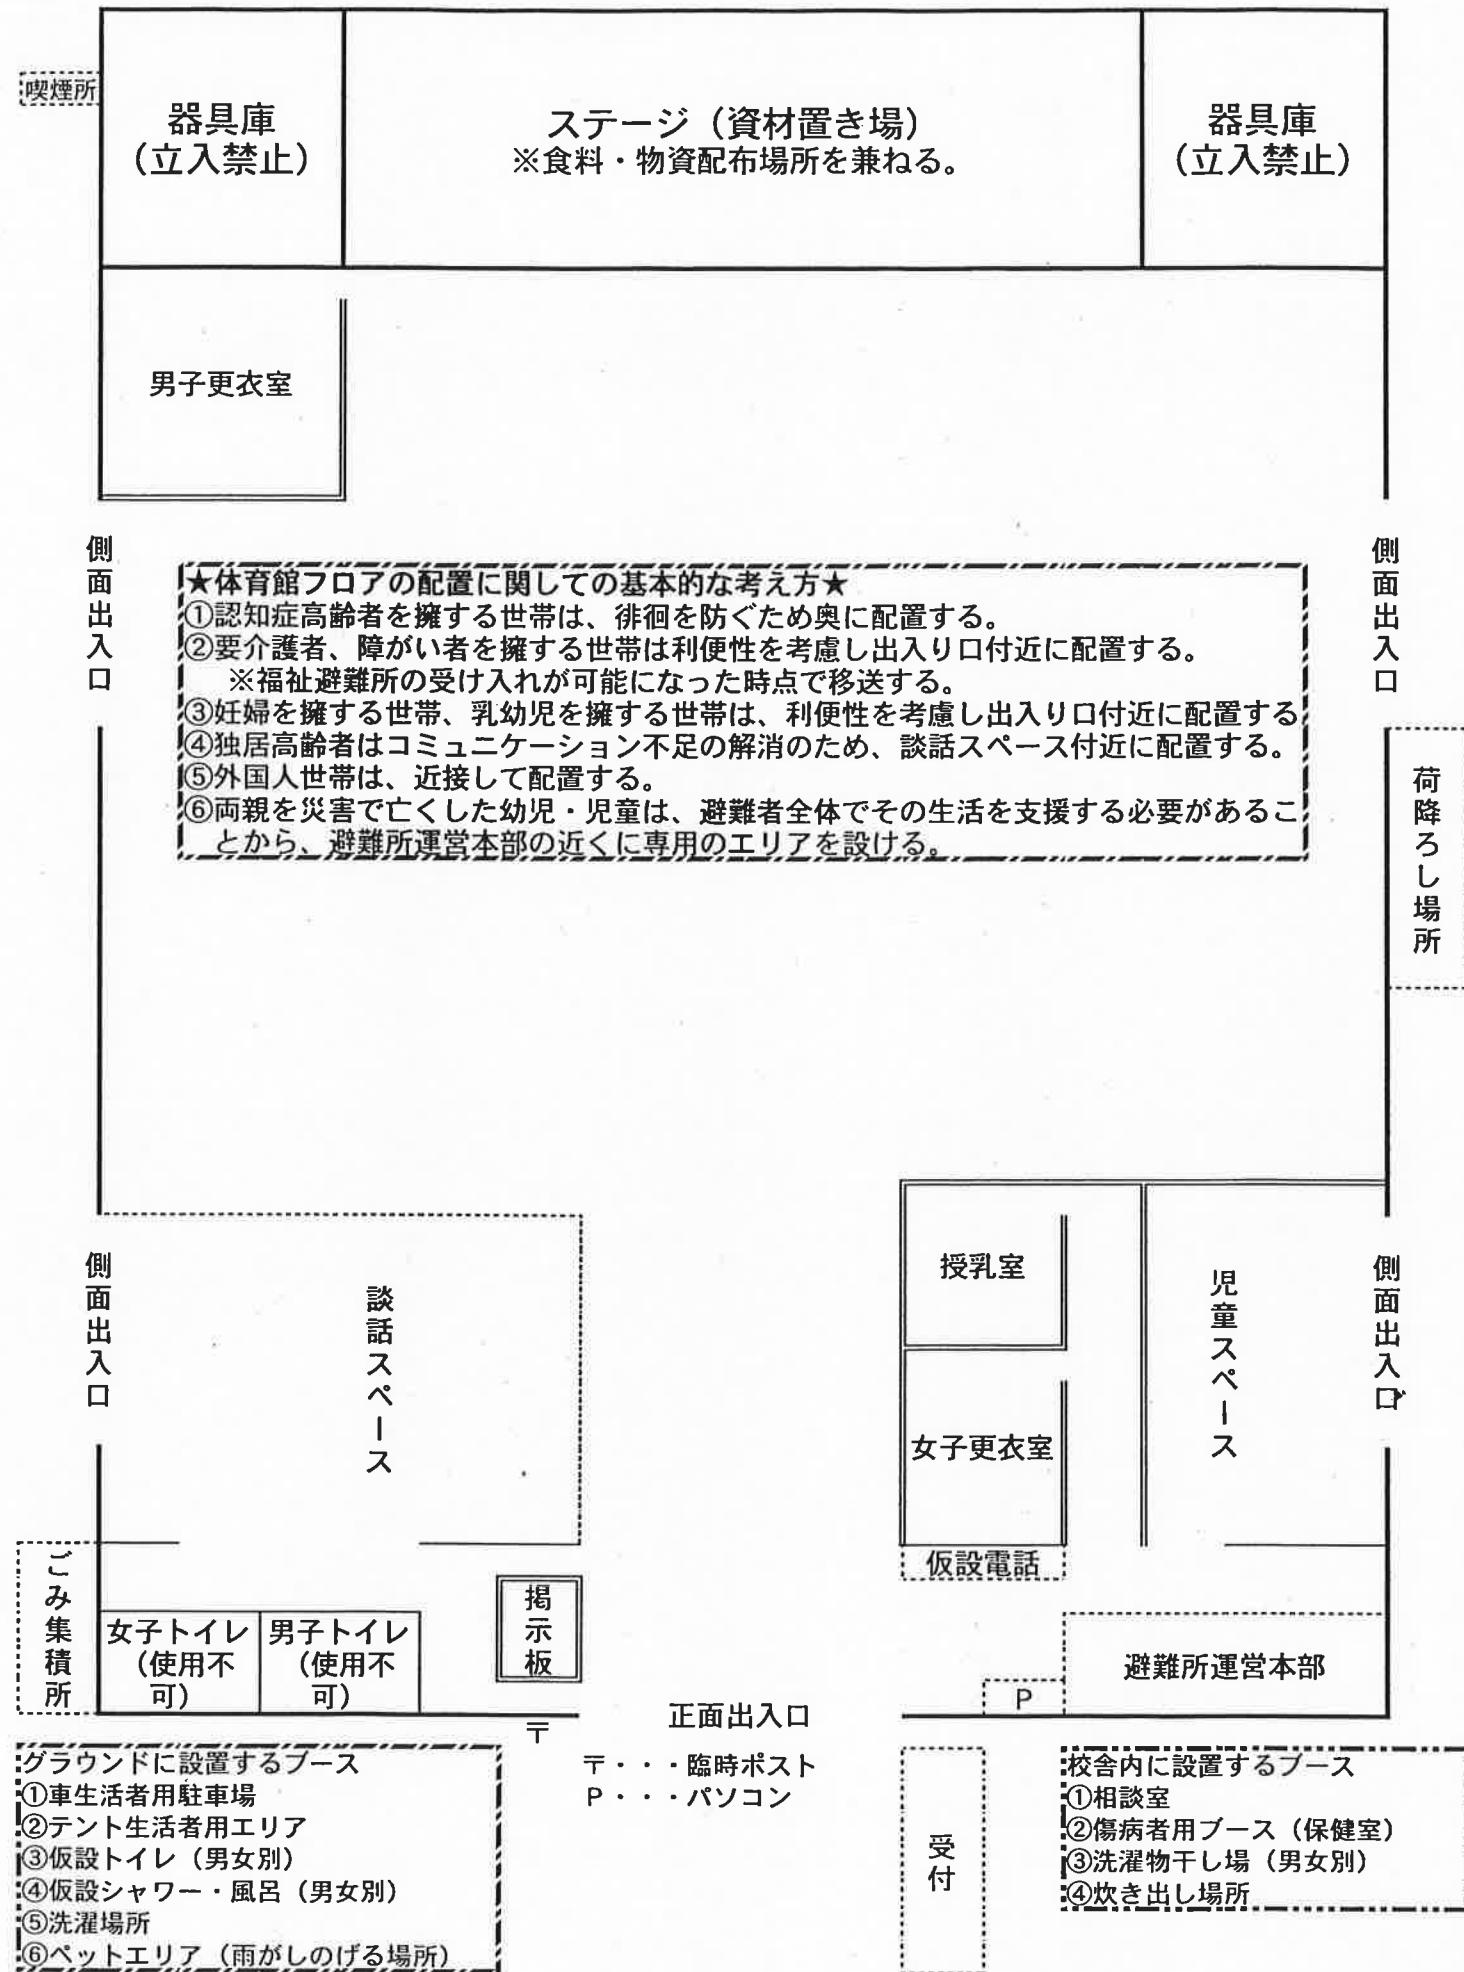 喫煙所
器具庫
（立入禁止）
ステージ（資材置き場）
※食料・物資配布場所を兼ねる。
器具庫
（立入禁止）
男子更衣室
側面出入口
側面出入口
★体育館フロアの配置に関しての基本的な考え方★
①認知症高齢者を擁する世帯は、徘徊を防ぐため奥に配置する。
②要介護者、障がい者を擁する世帯は利便性を考慮し出入り口付近に配置する。
※福祉避難所の受け入れが可能になった時点で移送する。
③妊婦を擁する世帯、乳幼児を擁する世帯は、利便性を考慮し出入り口付近に配置する
④独居高齢者はコミュニケーション不足の解消のため、談話スペース付近に配置する。
⑤外国人世帯は、近接して配置する。
⑥両親を災害で亡くした幼児・児童は、避難者全体でその生活を支援する必要があるこ
とから、避難所運営本部の近くに専用のエリアを設ける。
荷降ろし場所
側面出入口
談話スペース
授乳室
児童スペース
側面出入口
女子更衣室
仮設電話
ごみ集積所
女子トイレ
（使用不
可）
男子トイレ
（使用不
可）
掲示板
避難所運営本部
P
正面出入口
〒
〒・・・臨時ポスト
P・・・パソコン
グラウンドに設置するブース
①車生活者用駐車場
②テント生活者用エリア
③仮設トイレ（男女別）
④仮設シャワー・風呂（男女別）
⑤洗濯場所
⑥ペットエリア（雨がしのげる場所）
受付
校舎内に設置するブース
①相談室
②傷病者用ブース（保健室）
③洗濯物干し場（男女別）
④炊き出し場所